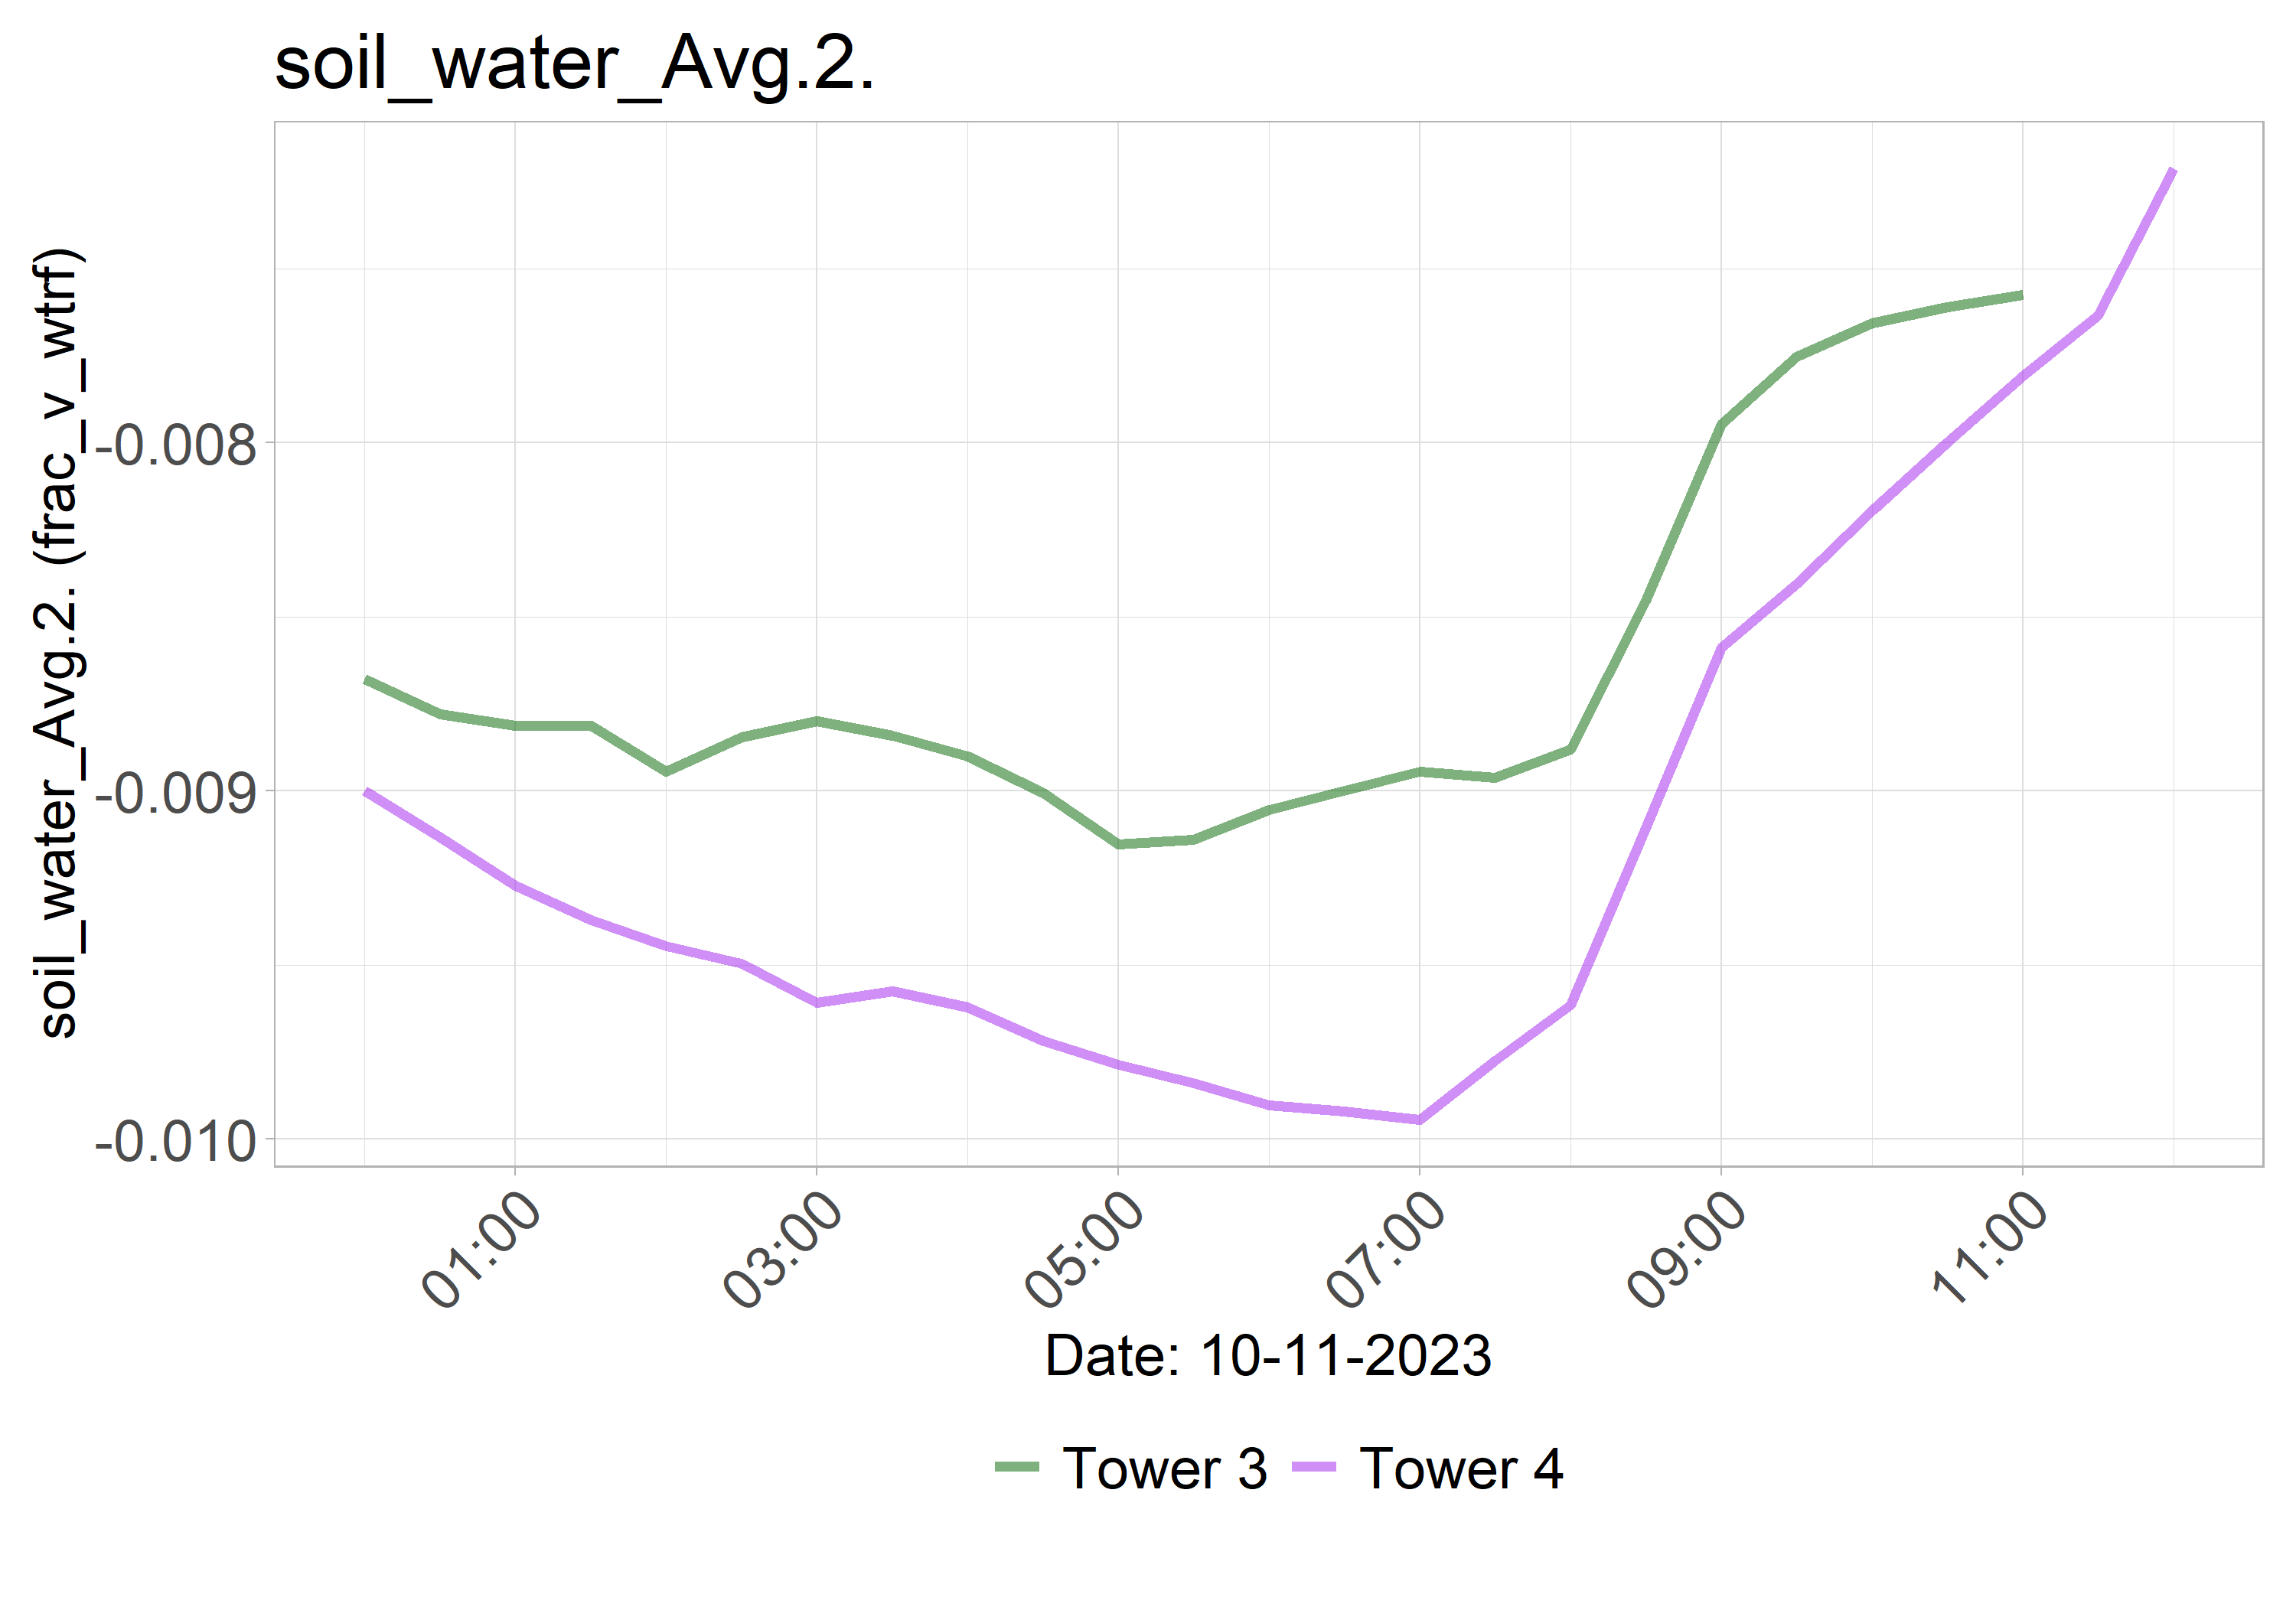 soil_water_Avg.2.
soil_water_Avg.2. (frac_v_wtrf)
-0.008
-0.009
-0.010
01:00
03:00
05:00
07:00
09:00
11:00
Date: 10-11-2023
Tower 3
Tower 4